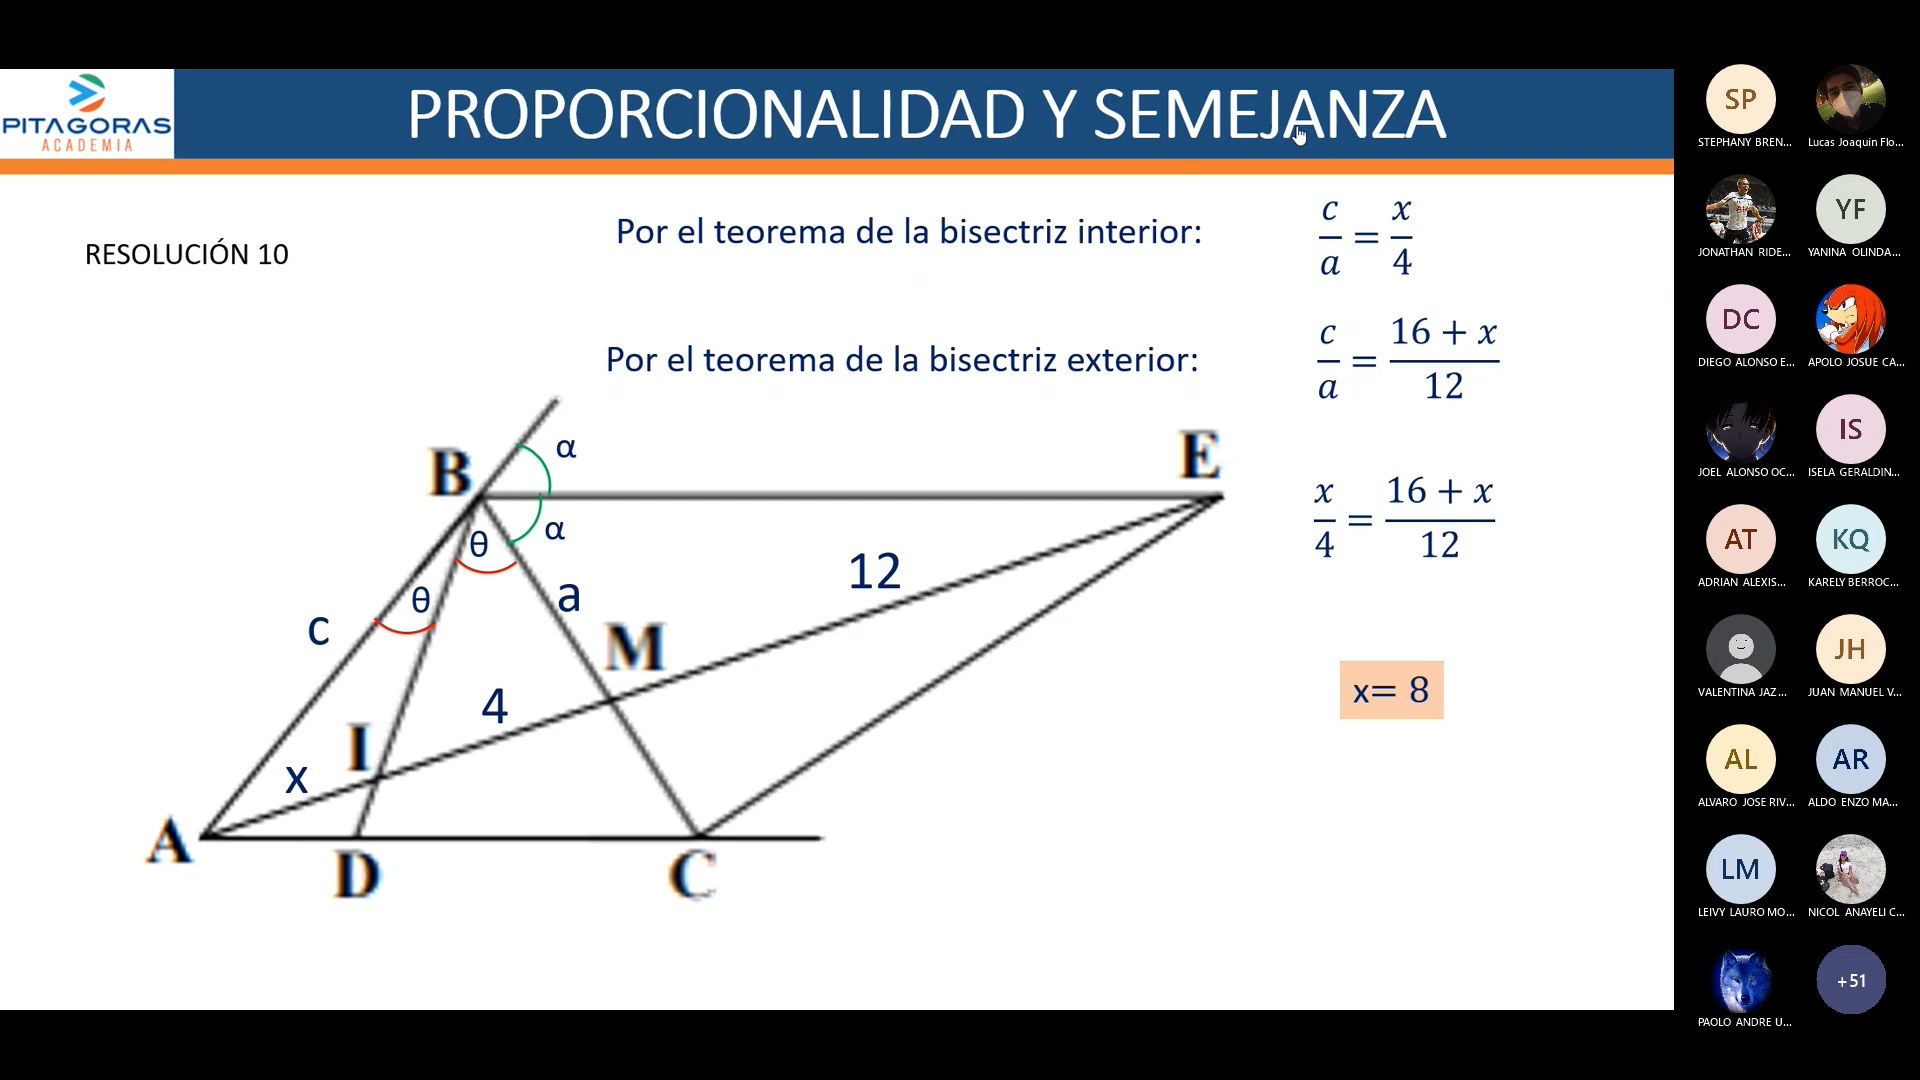 PITAGORAS
ACADEMIA
PROPORCIONALIDAD Y SEMEJANZA
RESOLUCIÓN 10
Por el teorema de la bisectriz interior:
c/a = x/4
Por el teorema de la bisectriz exterior:
c/a = 16 + x/12
x/4 = 16 + x/12
x= 8
B
α
α
E
θ
θ
c
a
12
M
4
I
x
A
D
C
SP
STEPHANY BREN...
Lucas Joaquin Flo...
JONATHAN RIDE...
YF
YANINA OLINDA...
DC
DIEGO ALONSO E...
APOLO JOSUE CA...
JOEL ALONSO OC...
IS
ISELA GERALDIN...
AT
ADRIAN ALEXIS...
KQ
KARELY BERROC...
VALENTINA JAZ...
JH
JUAN MANUEL V...
AL
ALVARO JOSE RIV...
AR
ALDO ENZO MA...
LM
LEIVY LAURO MO...
NICOL ANAYELI C...
PAOLO ANDRE U...
+51